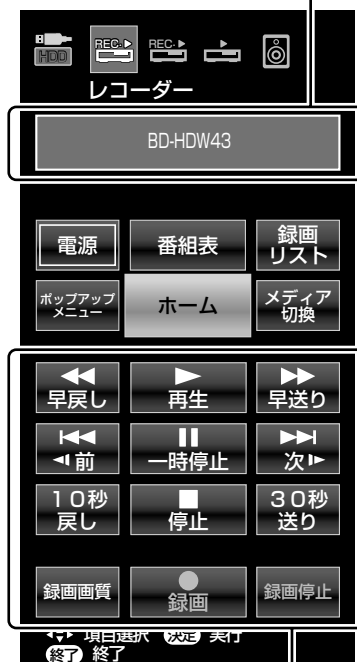 HDD REC REC
レコーダー
BD-HDW43
電源 番組表 録画
リスト
ポップアップ
メニュー ホーム メディア
切換
早戻し 再生 早送り
前 一時停止 次
10秒
戻し 停止 30秒
送り
録画画質 録画 録画停止
項目選択 決定 実行
終了 終了